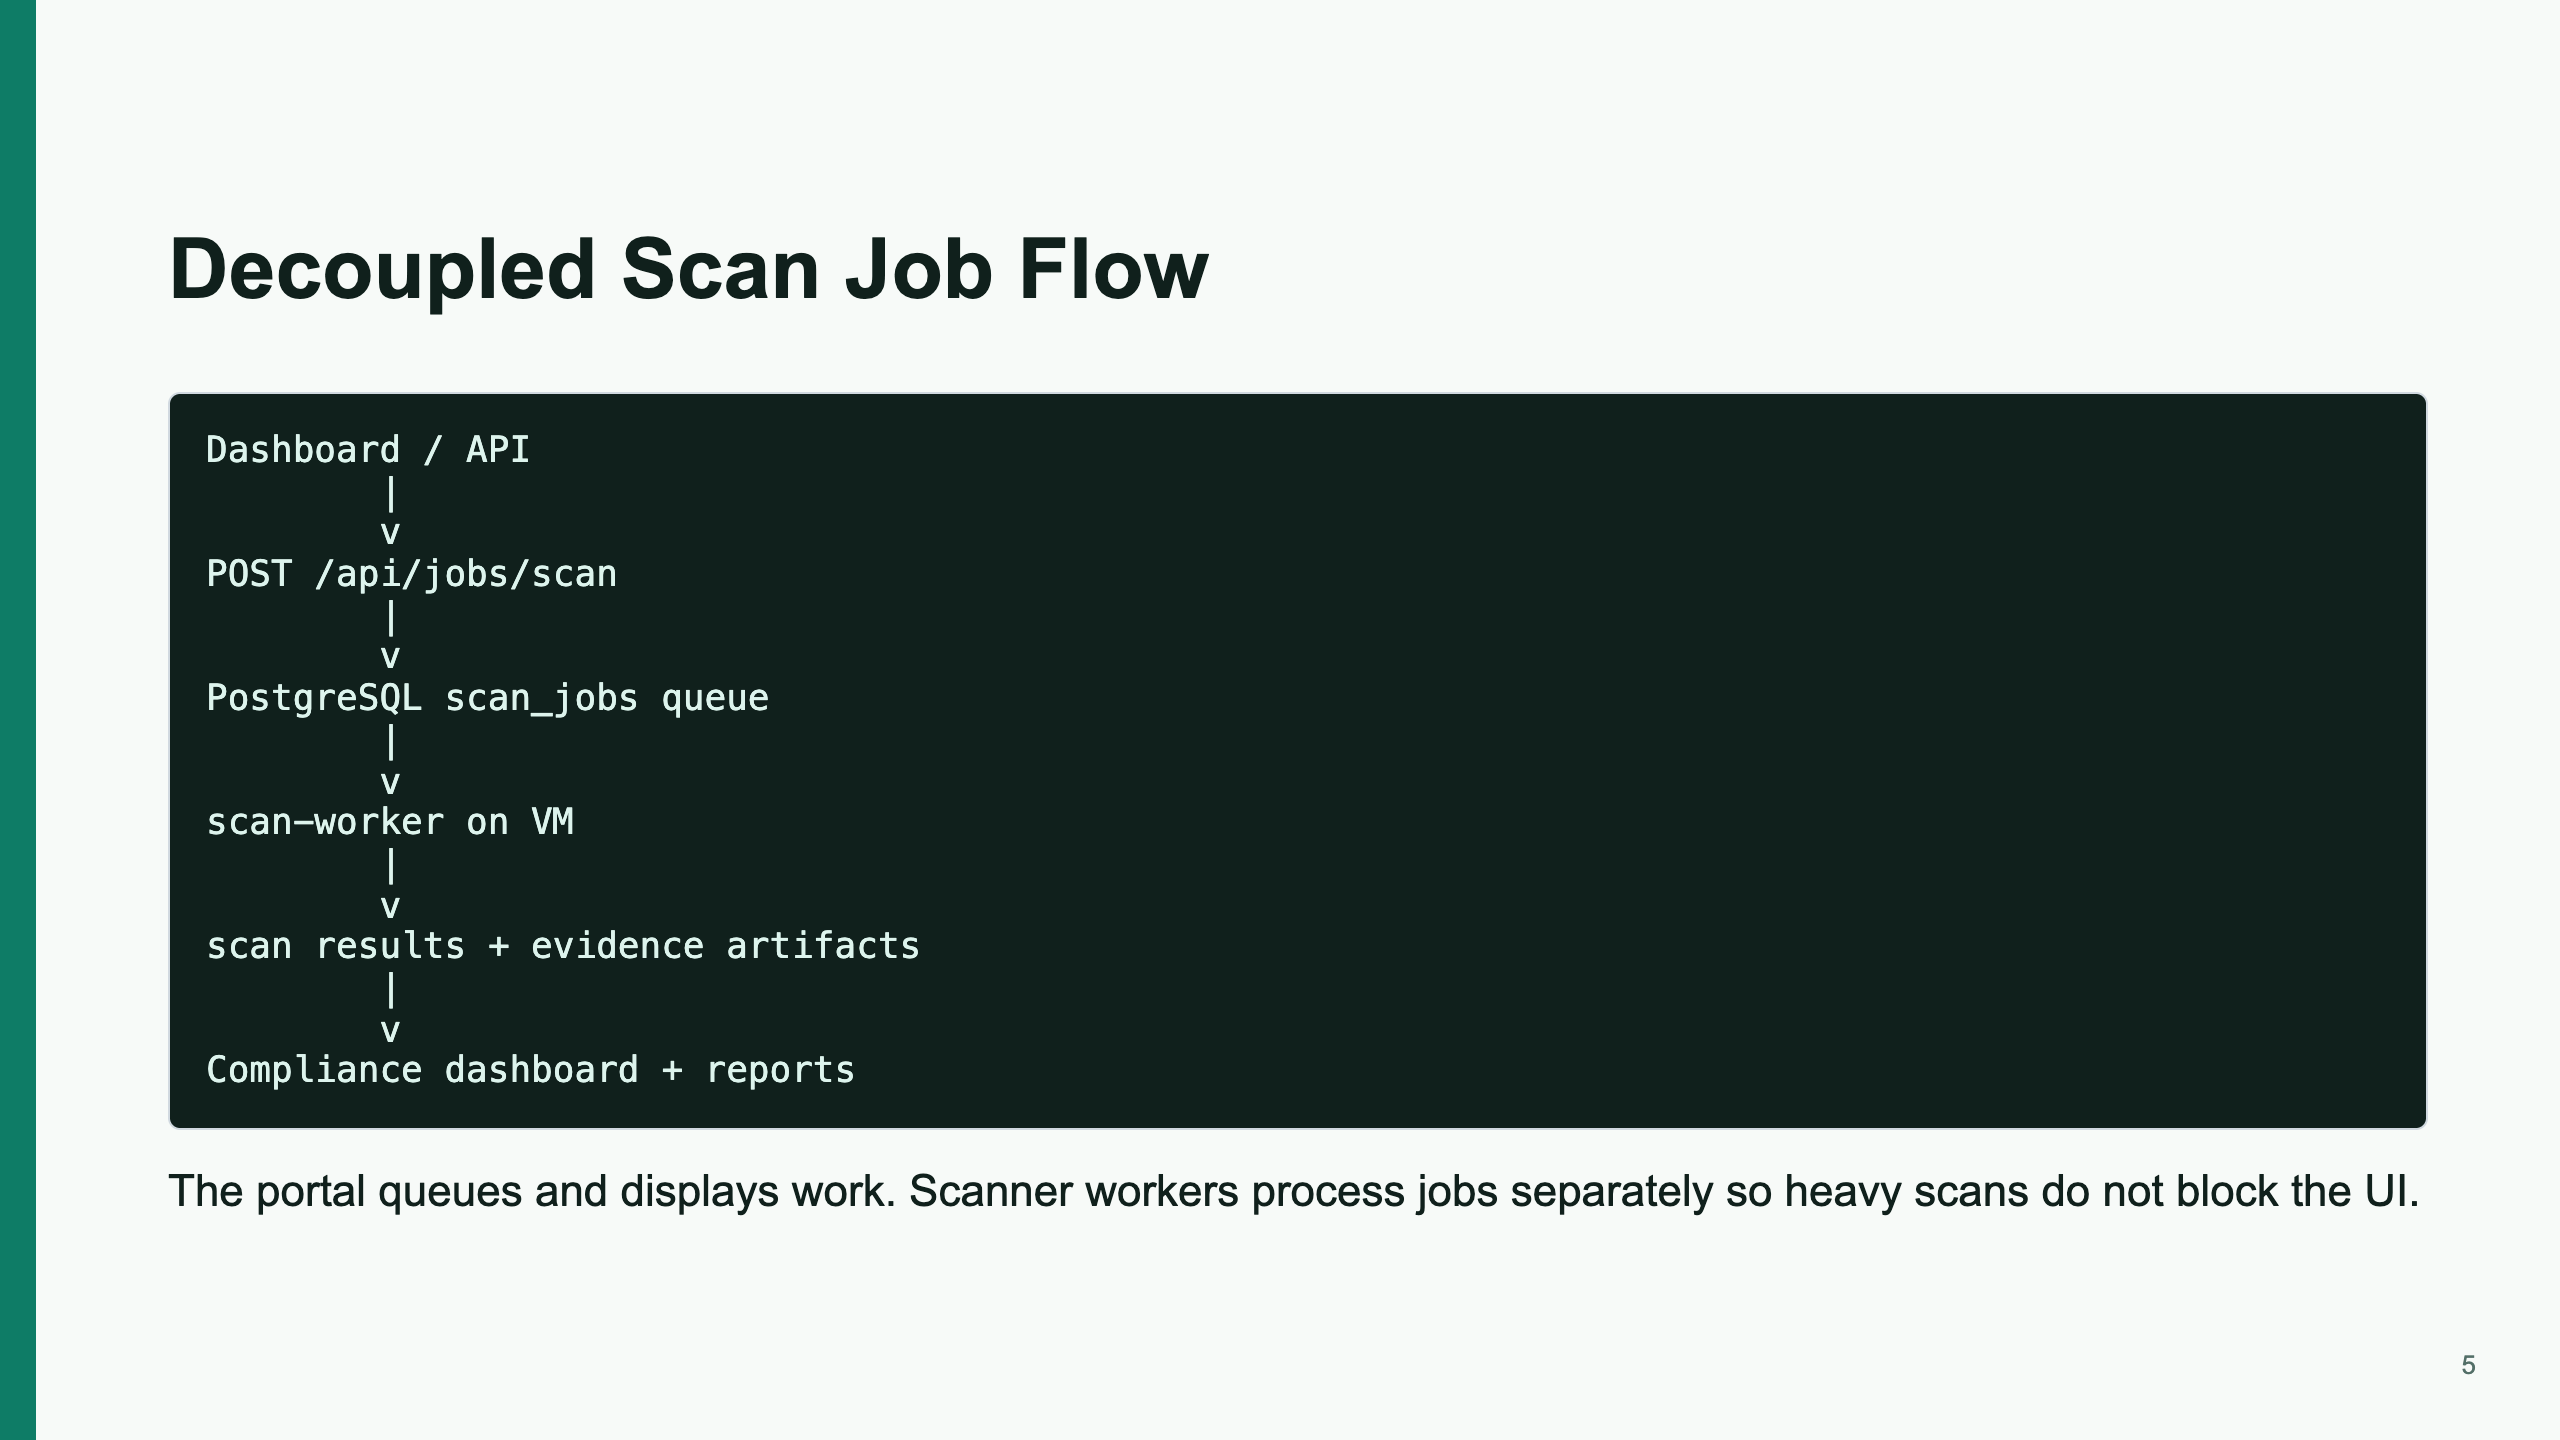 Decoupled Scan Job Flow
Dashboard / API
|
v
POST /api/jobs/scan
|
v
PostgreSQL scan_jobs queue
|
v
scan-worker on VM
|
v
scan results + evidence artifacts
|
v
Compliance dashboard + reports
The portal queues and displays work. Scanner workers process jobs separately so heavy scans do not block the UI.
5